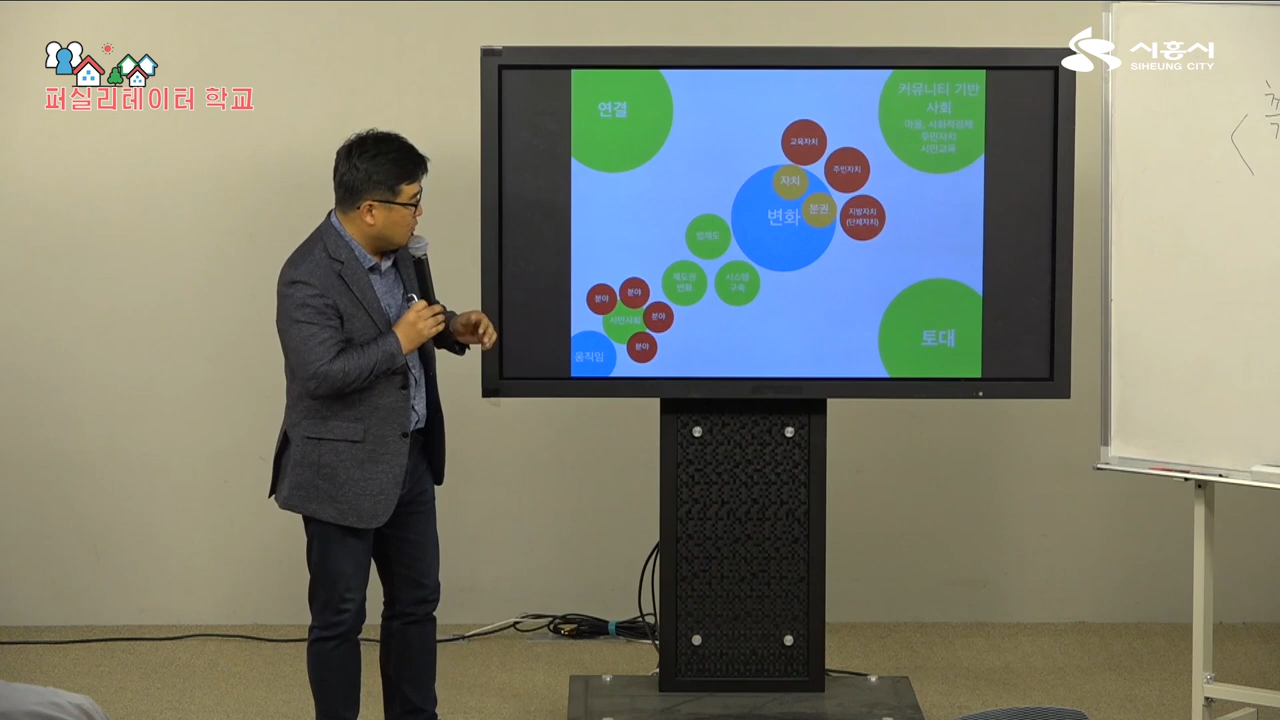 퍼실리테이터 학교
시흥시
SIHEUNG CITY
연결
커뮤니티 기반
사회
마을, 사회적경제
주민자치
시민교육
교육자치
주민자치
자치
분권
변화
지방자치
(단체자치)
법제도
제도권
변화
시스템
구축
분야
분야
분야
시민사회
분야
움직임
토대